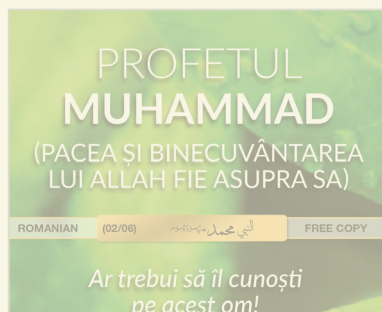 PROFETUL
MUHAMMAD
(PACEA ȘI BINECUVÂNTAREA
LUI ALLAH FIE ASUPRA SA)
ROMANIAN (02/06) النبي محمد FREE COPY
Ar trebui să îl cunoști
pe acest om!